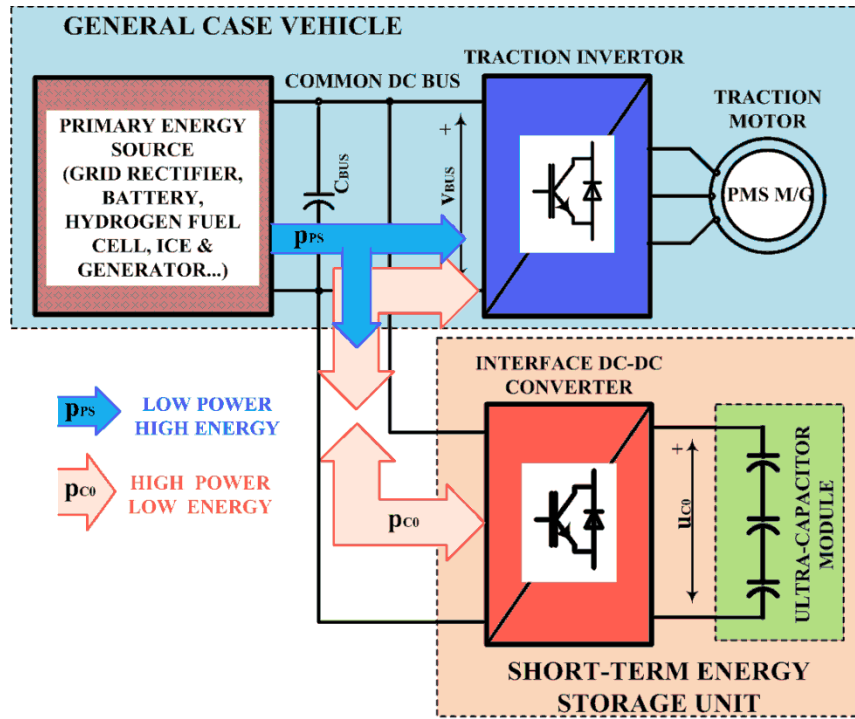 GENERAL CASE VEHICLE
TRACTION INVERTOR
COMMON DC BUS
TRACTION
MOTOR
PRIMARY ENERGY
SOURCE
(GRID RECTIFIER,
BATTERY,
HYDROGEN FUEL
CELL, ICE &
GENERATOR...)
CBUS
+
vBUS
PMS M/G
pPS
INTERFACE DC-DC
CONVERTER
pPS
LOW POWER
HIGH ENERGY
pC0
HIGH POWER
LOW ENERGY
pC0
+
uC0
ULTRA-CAPACITOR
MODULE
SHORT-TERM ENERGY
STORAGE UNIT